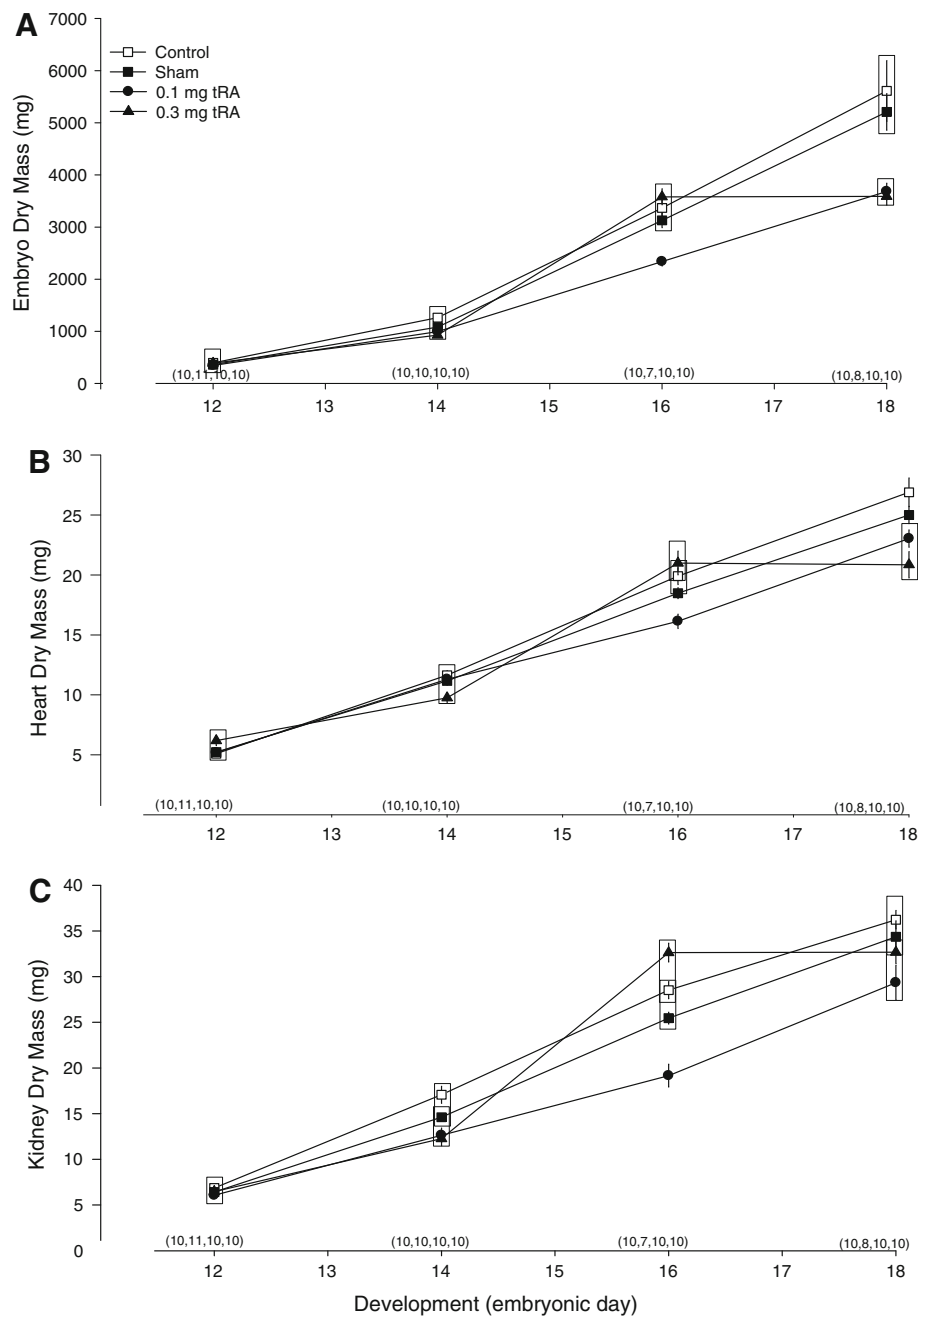 A
7000
6000
5000
4000
3000
2000
1000
0
Embryo Dry Mass (mg)
Control
Sham
0.1 mg tRA
0.3 mg tRA
(10,11,10,10) (10,10,10,10) (10,7,10,10) (10,8,10,10)
12 13 14 15 16 17 18
B
30
25
20
15
10
5
Heart Dry Mass (mg)
(10,11,10,10) (10,10,10,10) (10,7,10,10) (10,8,10,10)
12 13 14 15 16 17 18
C
40
35
30
25
20
15
10
5
0
Kidney Dry Mass (mg)
(10,11,10,10) (10,10,10,10) (10,7,10,10) (10,8,10,10)
12 13 14 15 16 17 18
Development (embryonic day)